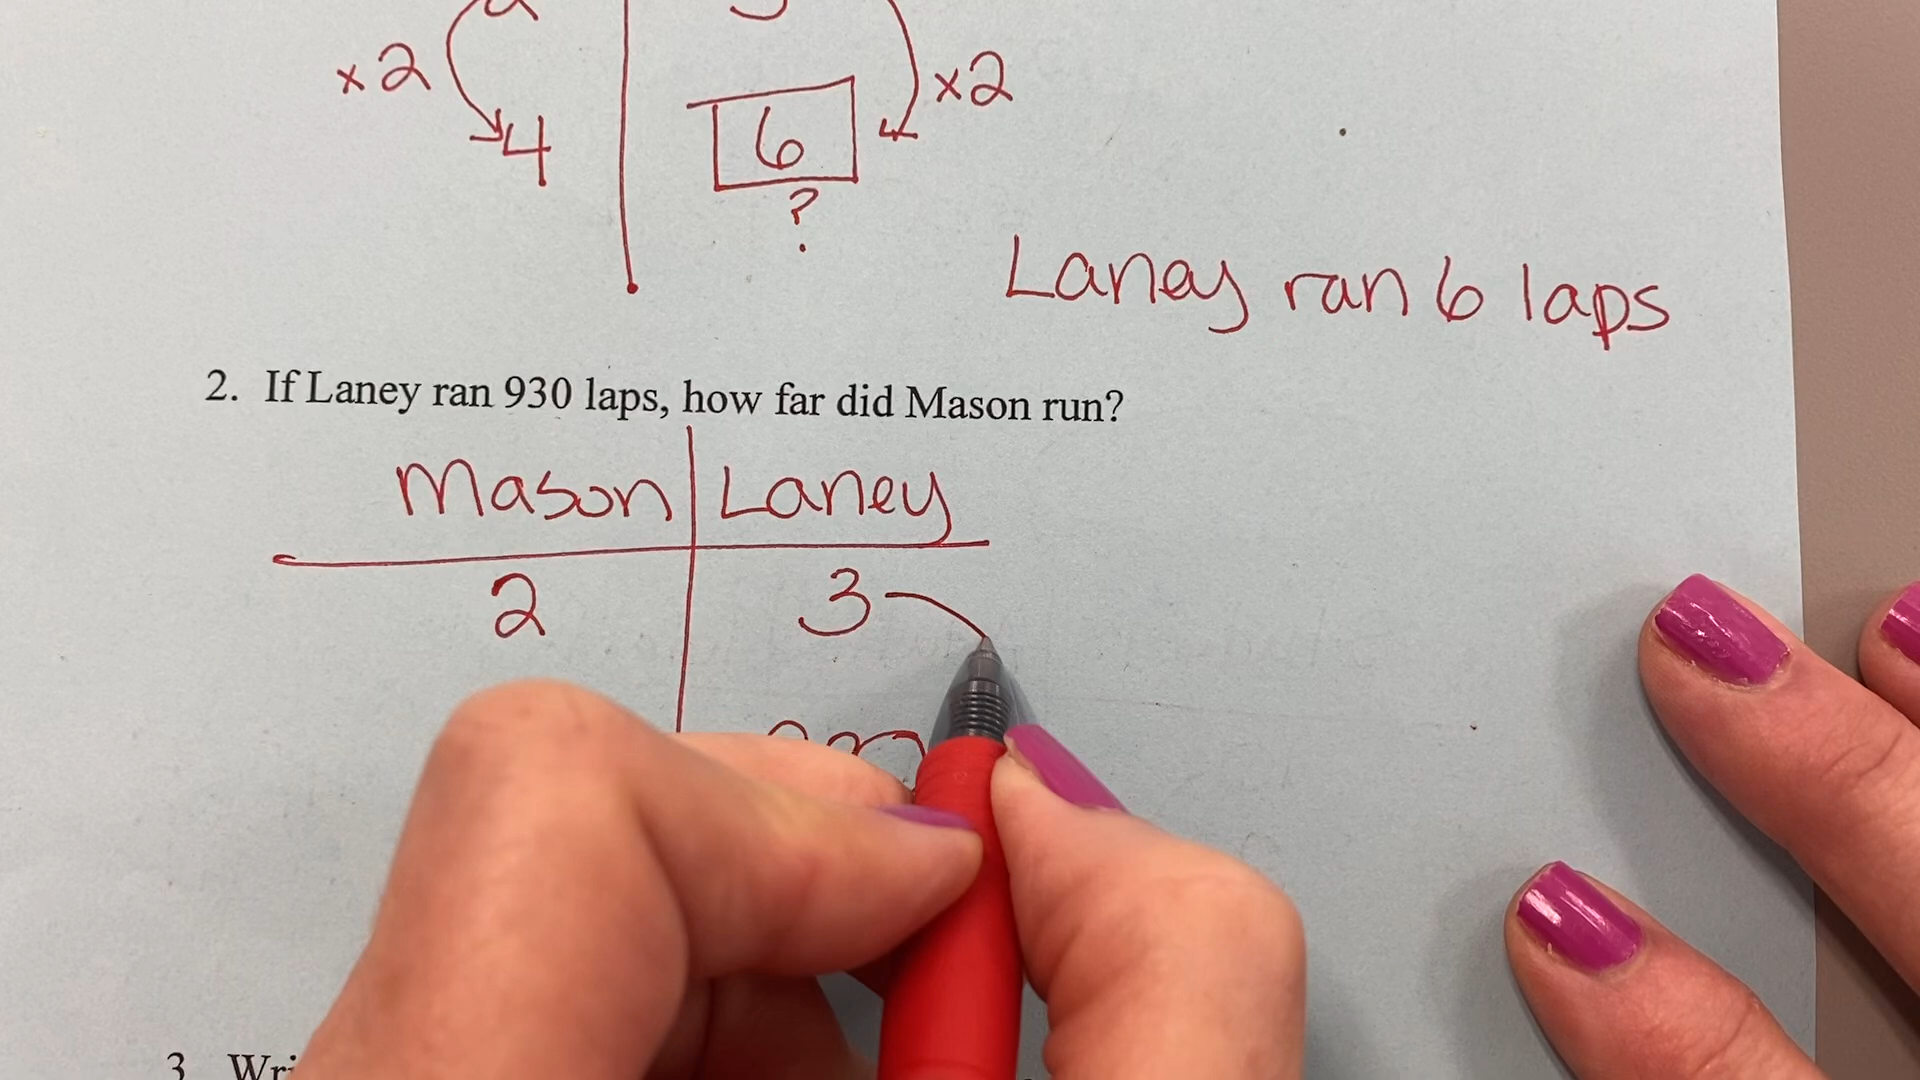 ×2 ×2
4 6
?
Laney ran 6 laps
2. If Laney ran 930 laps, how far did Mason run?
Mason Laney
2 3
3